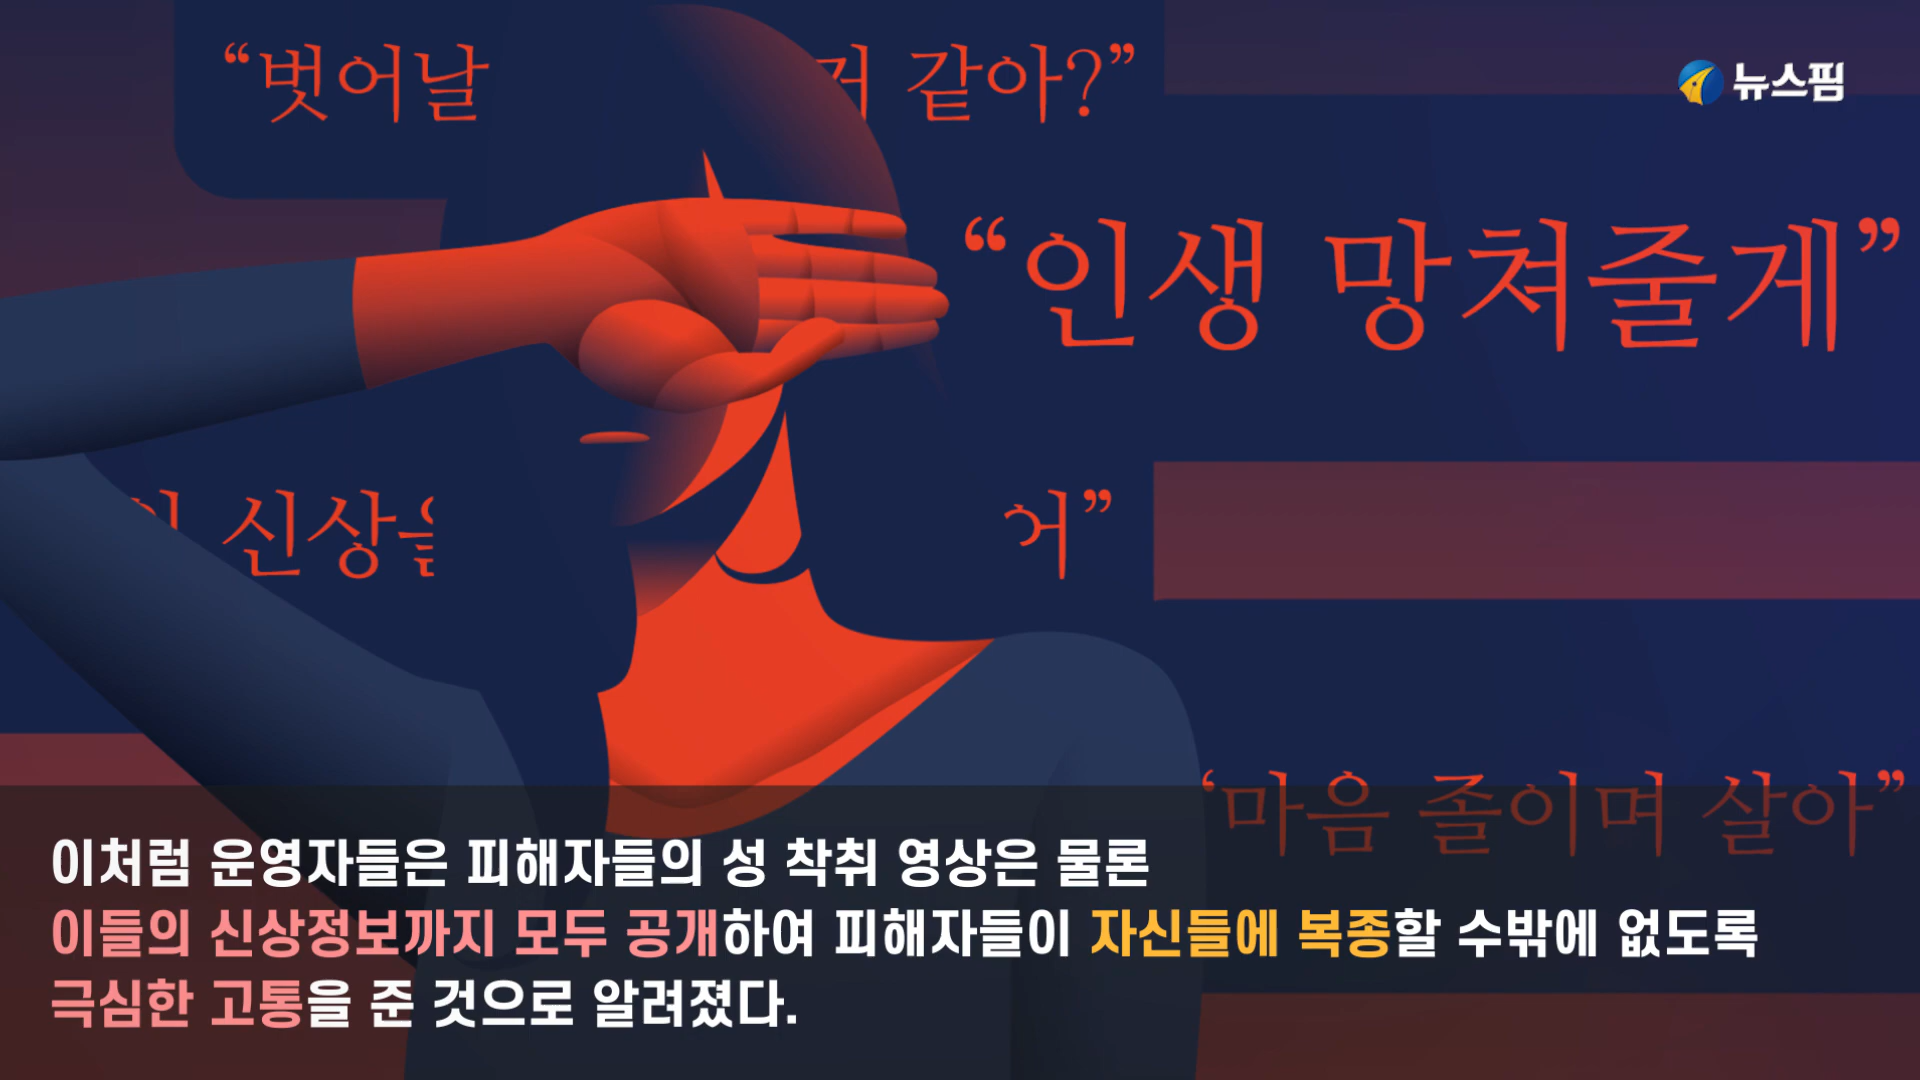 “벗어날
같아?”
뉴스핌
“인생 망쳐줄게”
신상을
어”
“마음 졸이며 살아”
이처럼 운영자들은 피해자들의 성 착취 영상은 물론
이들의 신상정보까지 모두 공개하여 피해자들이 자신들에 복종할 수밖에 없도록
극심한 고통을 준 것으로 알려졌다.